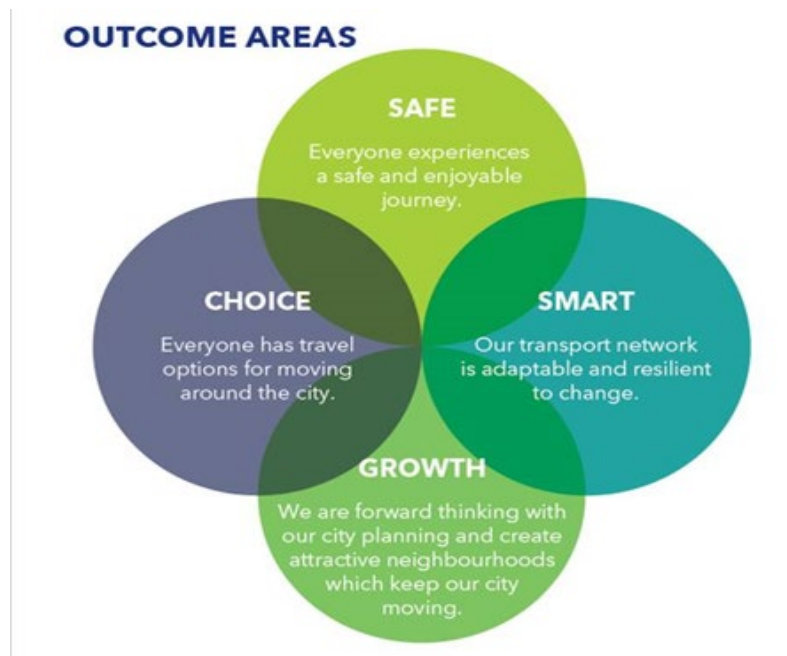 OUTCOME AREAS
SAFE
Everyone experiences
a safe and enjoyable
journey.
CHOICE
Everyone has travel
options for moving
around the city.
SMART
Our transport network
is adaptable and resilient
to change.
GROWTH
We are forward thinking with
our city planning and create
attractive neighbourhoods
which keep our city
moving.